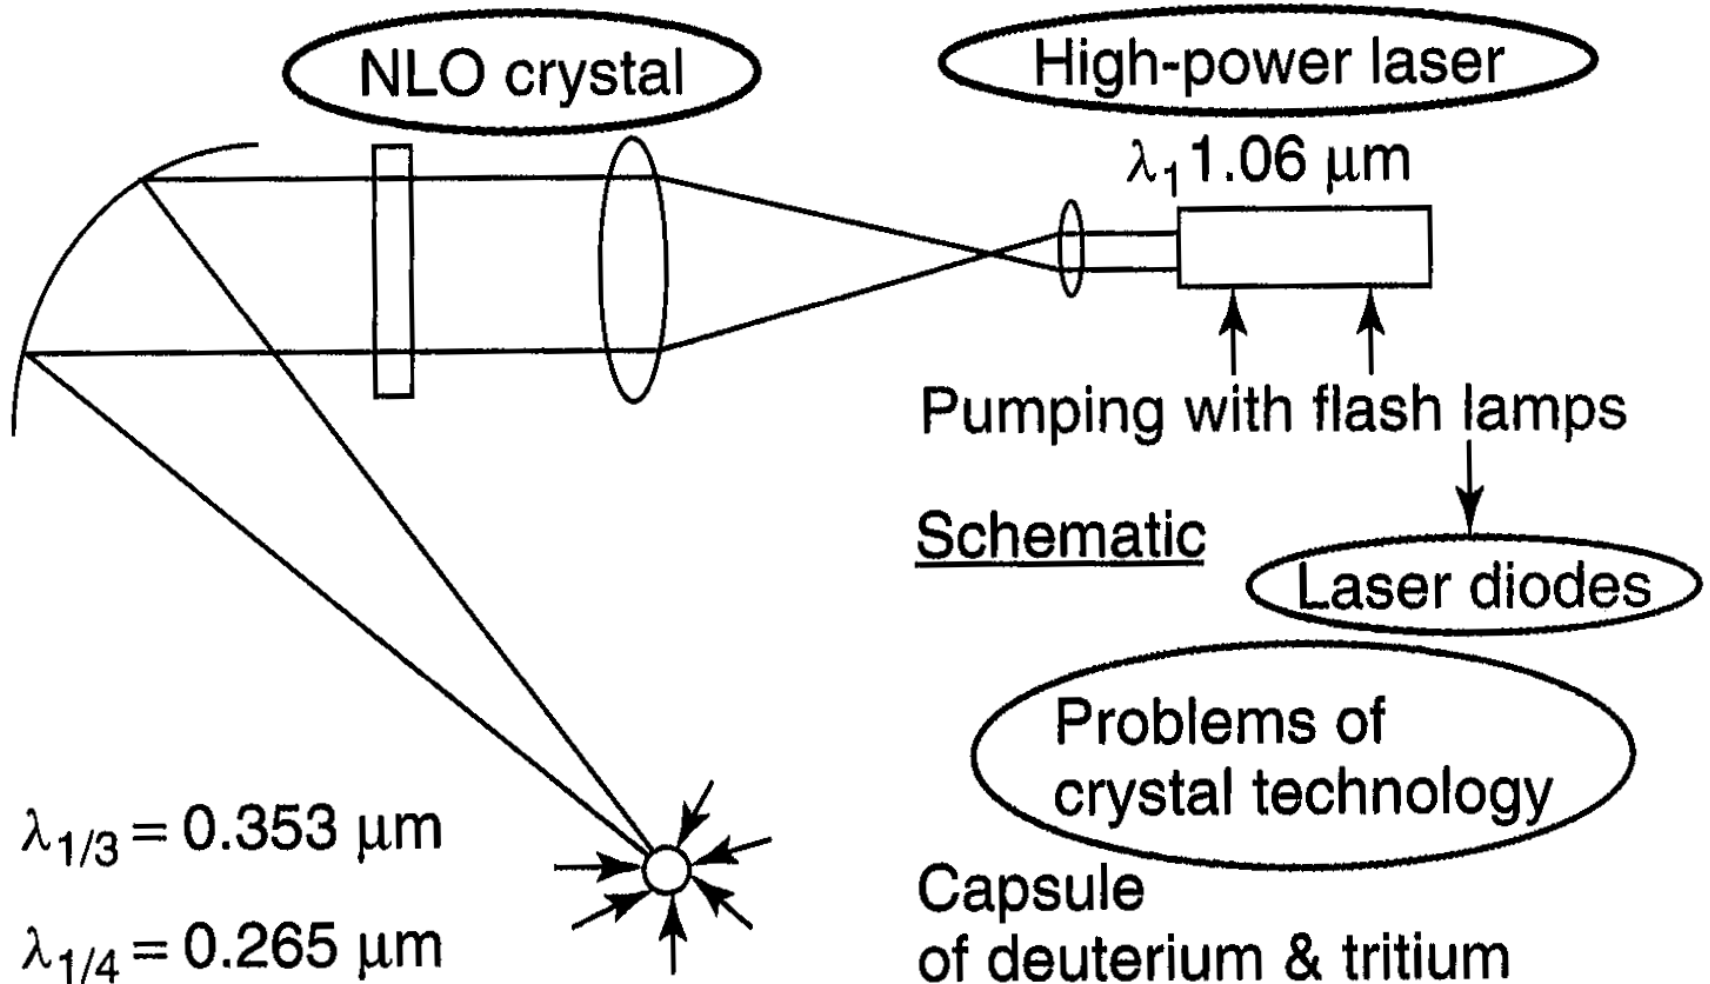 NLO crystal
High-power laser
λ1 1.06 μm
Pumping with flash lamps
Schematic
Laser diodes
Problems of
crystal technology
λ1/3 = 0.353 μm
λ1/4 = 0.265 μm
Capsule
of deuterium & tritium